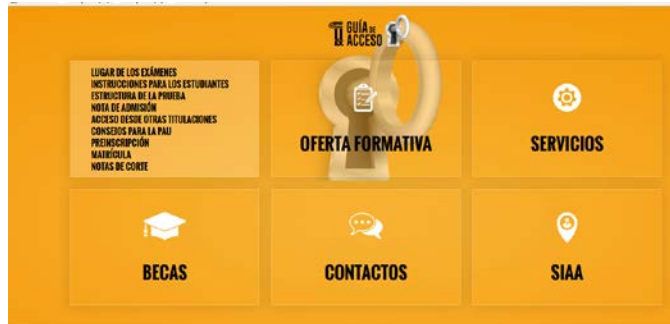 GUÍA DE
ACCESO
LUGAR DE LOS EXÁMENES
INSTRUCCIONES PARA LOS ESTUDIANTES
ESTRUCTURA DE LA PRUEBA
NOTA DE ADMISIÓN
ACCESO DESDE OTRAS TITULACIONES
CONSEJOS PARA LA PAU
PREINSCRIPCIÓN
MATRÍCULA
NOTAS DE CORTE
OFERTA FORMATIVA
SERVICIOS
BECAS
CONTACTOS
SIAA